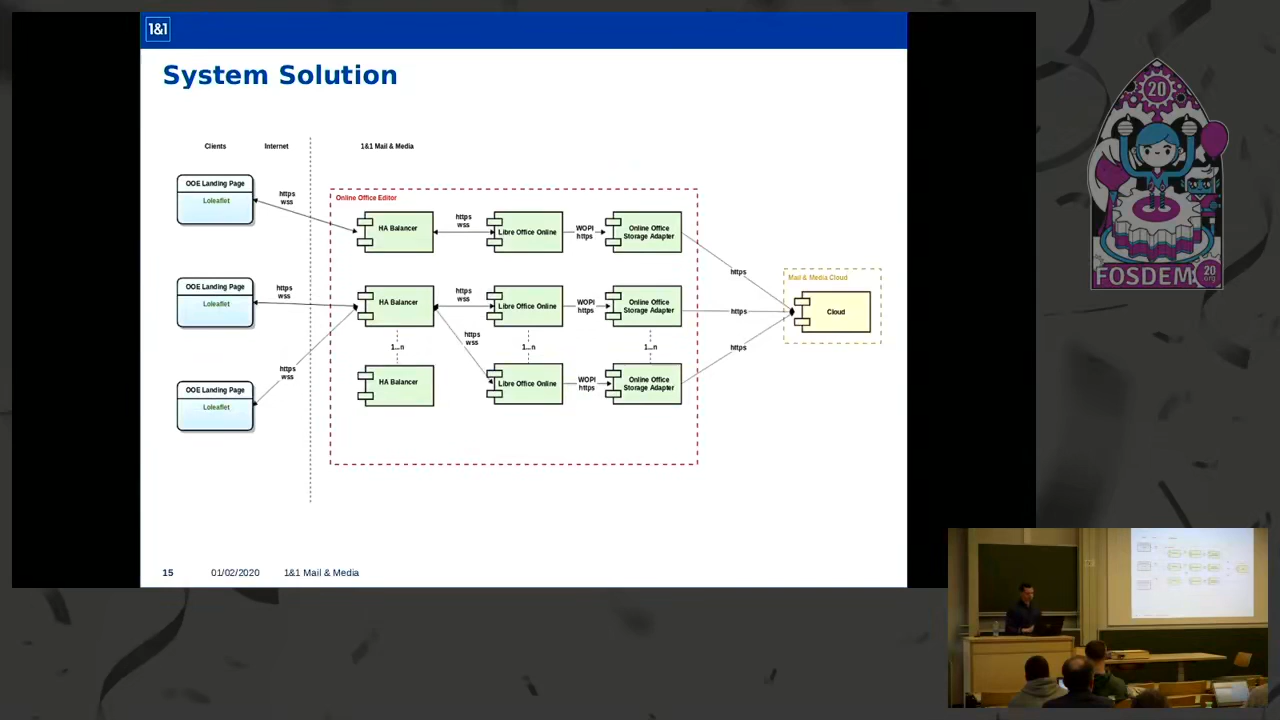 1&1
System Solution
Clients
Internet
1&1 Mail & Media
OOE Landing Page
Loleaflet
https
wss
Online Office Editor
HA Balancer
https
wss
Libre Office Online
WOPI
https
Online Office
Storage Adapter
https
OOE Landing Page
Loleaflet
https
wss
HA Balancer
https
wss
Libre Office Online
WOPI
https
Online Office
Storage Adapter
https
Mail & Media Cloud
Cloud
https
wss
1...n
1...n
1...n
https
OOE Landing Page
Loleaflet
https
wss
HA Balancer
Libre Office Online
WOPI
https
Online Office
Storage Adapter
15
01/02/2020
1&1 Mail & Media
20
FOSDEM
20
org